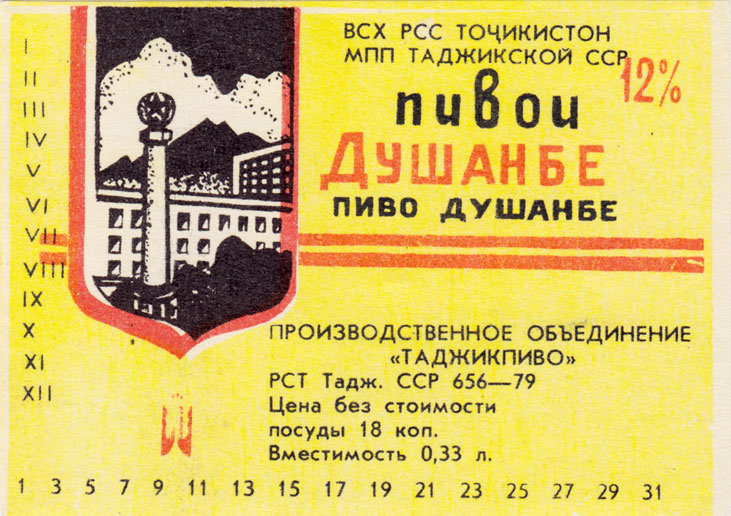 ВСХ РСС ТОҶИКИСТОН
МПП ТАДЖИКСКОЙ ССР
12%
пивои
ДУШАНБЕ
ПИВО ДУШАНБЕ
I
II
III
IV
V
VI
VII
VIII
IX
X
XI
XII
ПРОИЗВОДСТВЕННОЕ ОБЪЕДИНЕНИЕ
«ТАДЖИКПИВО»
РСТ Тадж. ССР 656—79
Цена без стоимости
посуды 18 коп.
Вместимость 0,33 л.
1 3 5 7 9 11 13 15 17 19 21 23 25 27 29 31